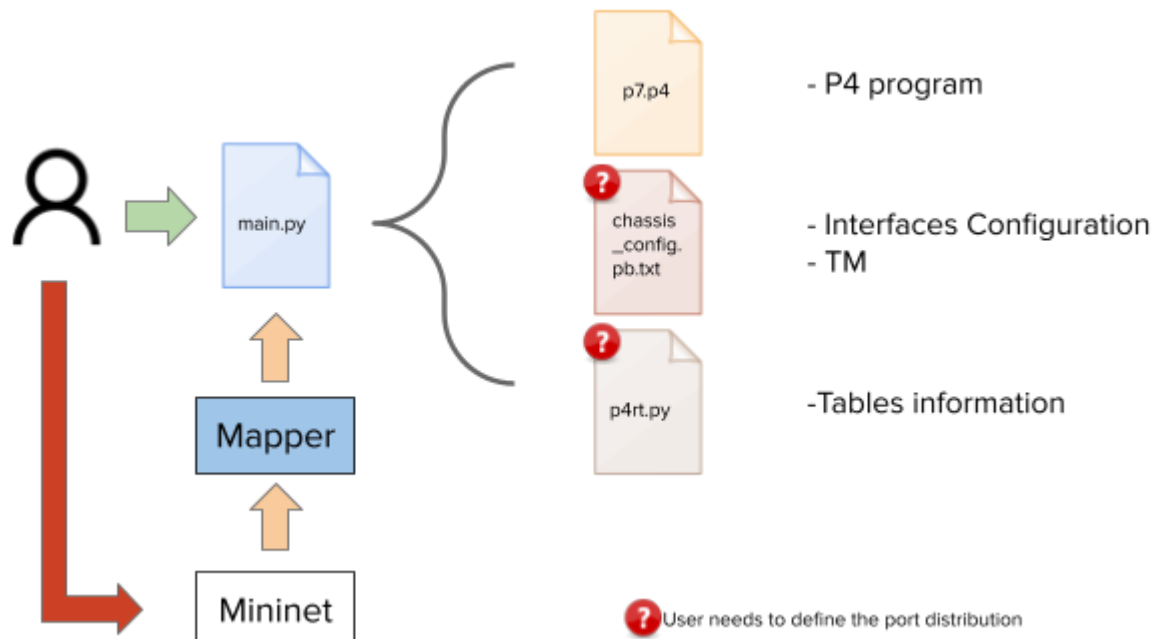 p7.p4
- P4 program
main.py
?
chassis
_config.
pb.txt
- Interfaces Configuration
- TM
?
p4rt.py
-Tables information
Mapper
Mininet
? User needs to define the port distribution